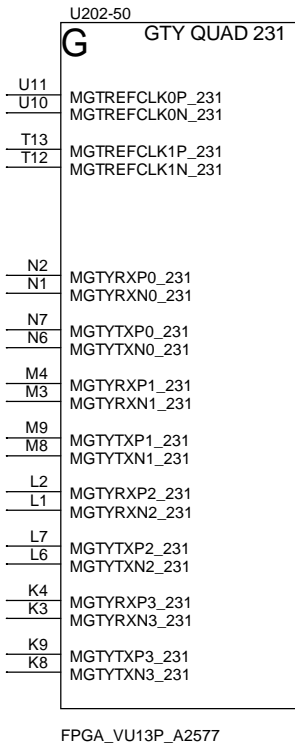 U202-50
G GTY QUAD 231
U11 MGTREFCLK0P_231
U10 MGTREFCLK0N_231
T13 MGTREFCLK1P_231
T12 MGTREFCLK1N_231
N2 MGTYRXP0_231
N1 MGTYRXN0_231
N7 MGTYTXP0_231
N6 MGTYTXN0_231
M4 MGTYRXP1_231
M3 MGTYRXN1_231
M9 MGTYTXP1_231
M8 MGTYTXN1_231
L2 MGTYRXP2_231
L1 MGTYRXN2_231
L7 MGTYTXP2_231
L6 MGTYTXN2_231
K4 MGTYRXP3_231
K3 MGTYRXN3_231
K9 MGTYTXP3_231
K8 MGTYTXN3_231
FPGA_VU13P_A2577